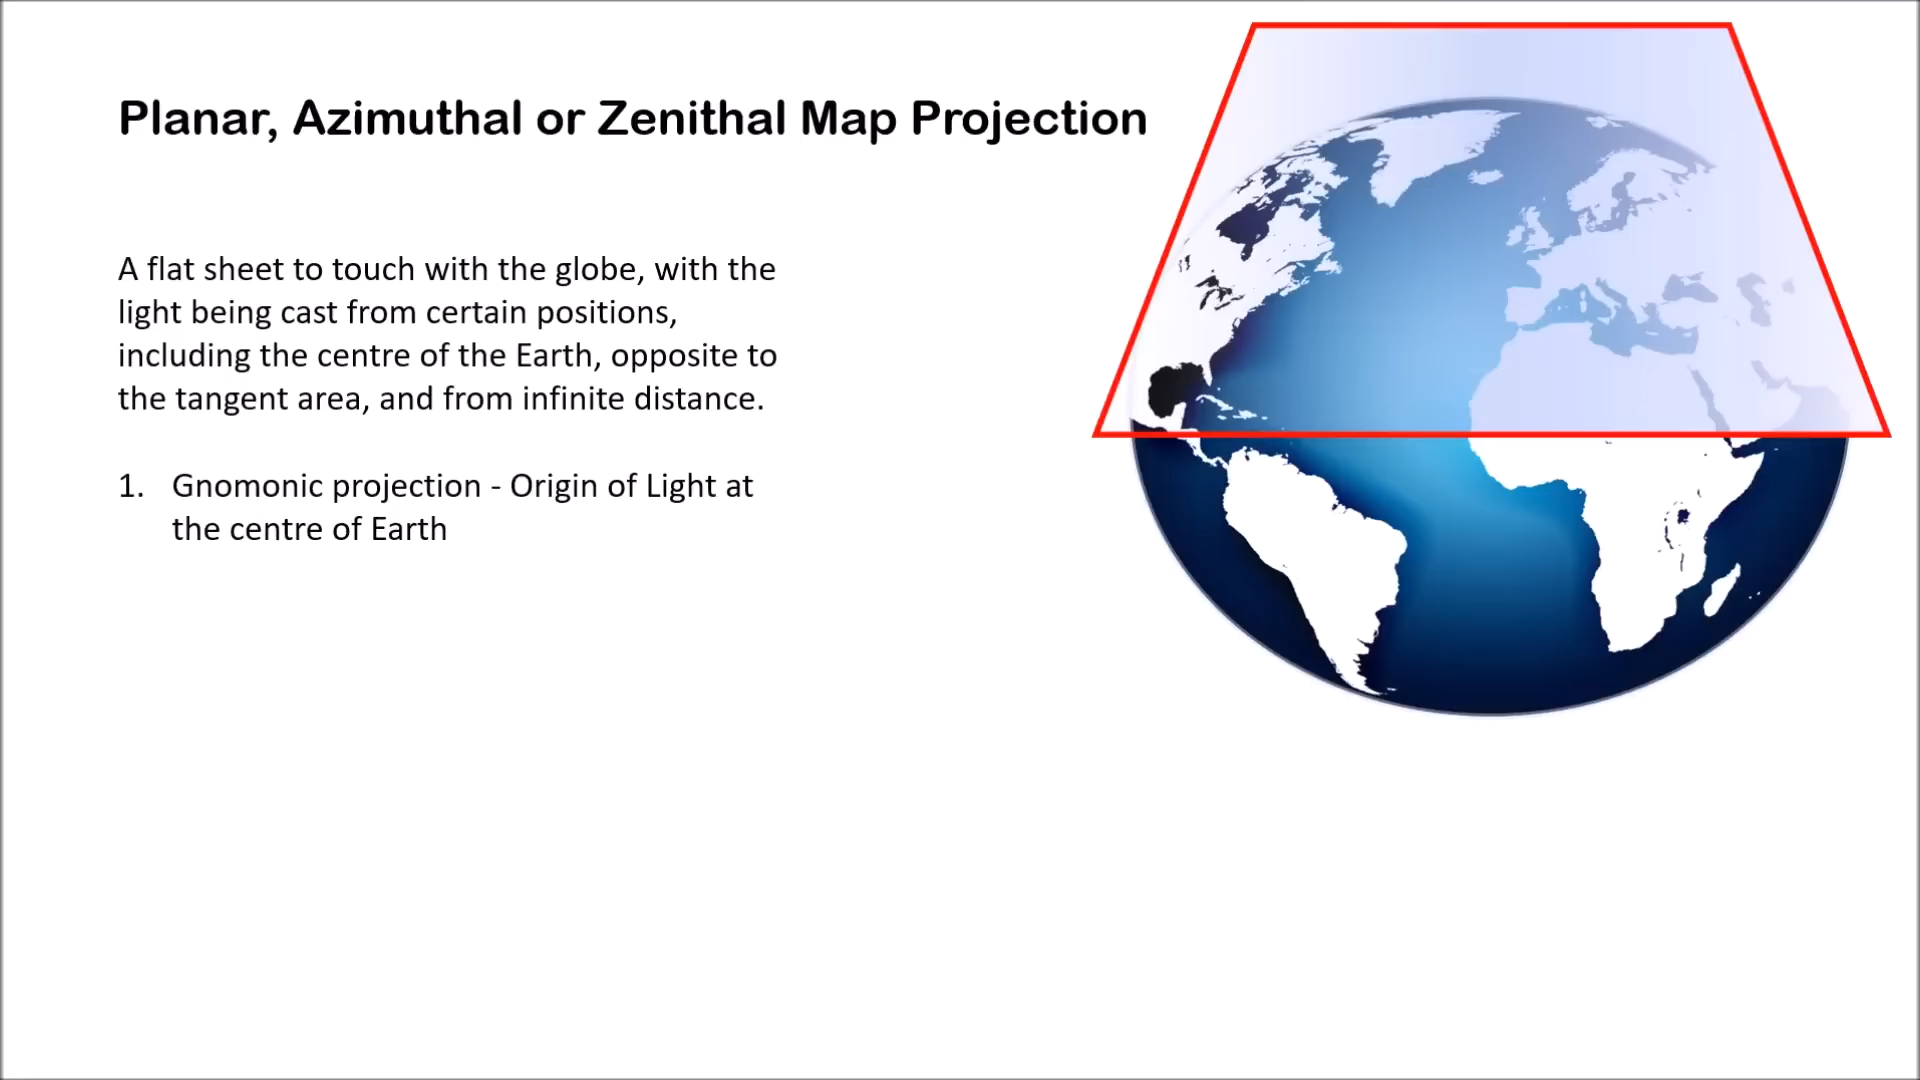 Planar, Azimuthal or Zenithal Map Projection
A flat sheet to touch with the globe, with the
light being cast from certain positions,
including the centre of the Earth, opposite to
the tangent area, and from infinite distance.
1. Gnomonic projection - Origin of Light at
the centre of Earth